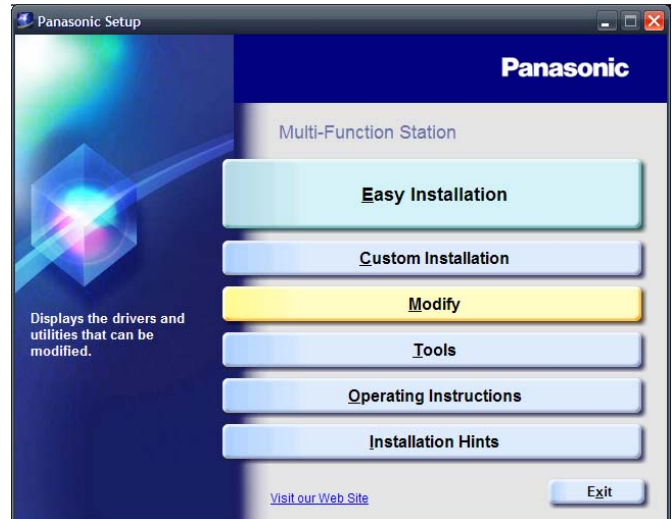 Panasonic Setup
Panasonic
Multi-Function Station
Easy Installation
Custom Installation
Modify
Displays the drivers and
utilities that can be
modified.
Tools
Operating Instructions
Installation Hints
Visit our Web Site
Exit